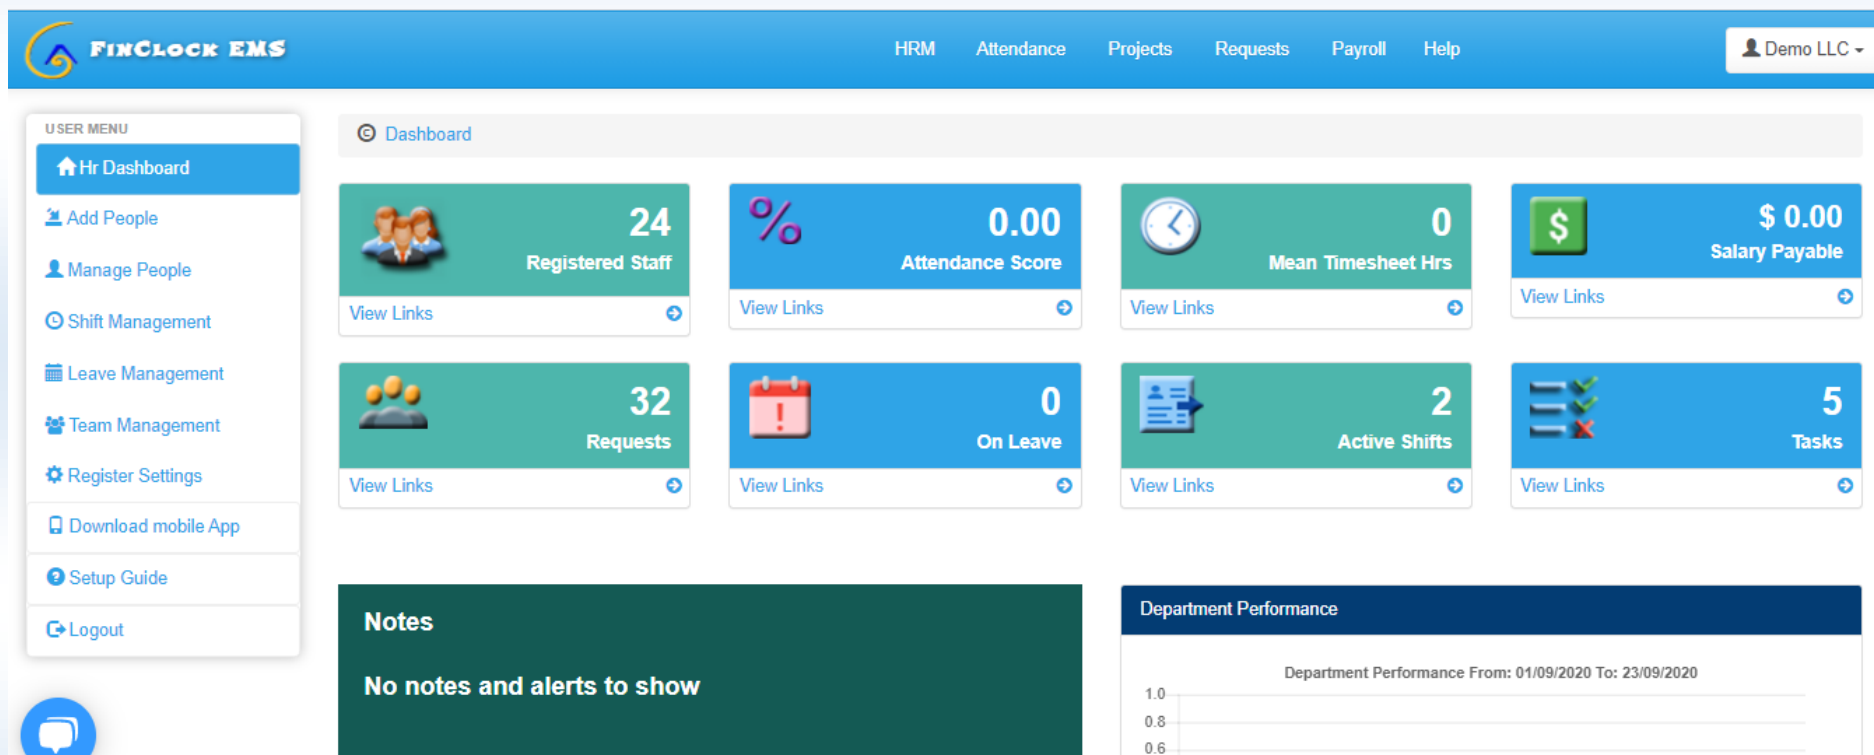 FINCLOCK EMS
HRM Attendance Projects Requests Payroll Help
Demo LLC
USER MENU
Hr Dashboard
Add People
Manage People
Shift Management
Leave Management
Team Management
Register Settings
Download mobile App
Setup Guide
Logout
Dashboard
24
Registered Staff
View Links
%
0.00
Attendance Score
View Links
0
Mean Timesheet Hrs
View Links
$
$ 0.00
Salary Payable
View Links
32
Requests
View Links
!
0
On Leave
View Links
2
Active Shifts
View Links
5
Tasks
View Links
Notes
No notes and alerts to show
Department Performance
Department Performance From: 01/09/2020 To: 23/09/2020
1.0
0.8
0.6